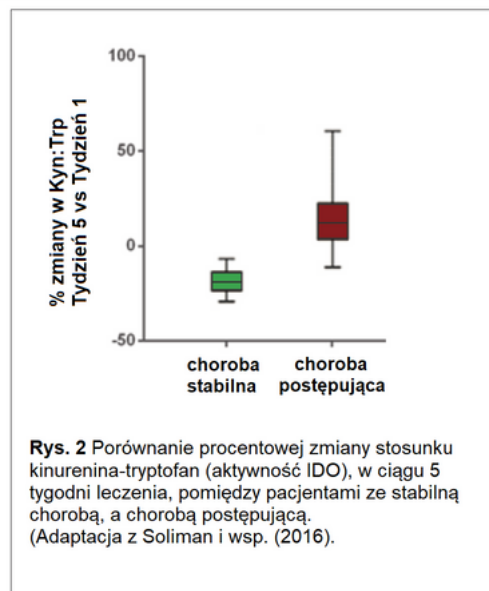 % zmiany w Kyn:Trp
Tydzień 5 vs Tydzień 1
100
50
0
-50
choroba
stabilna
choroba
postępująca
Rys. 2 Porównanie procentowej zmiany stosunku
kinurenina-tryptofan (aktywność IDO), w ciągu 5
tygodni leczenia, pomiędzy pacjentami ze stabilną
chorobą, a chorobą postępującą.
(Adaptacja z Soliman i wsp. (2016).